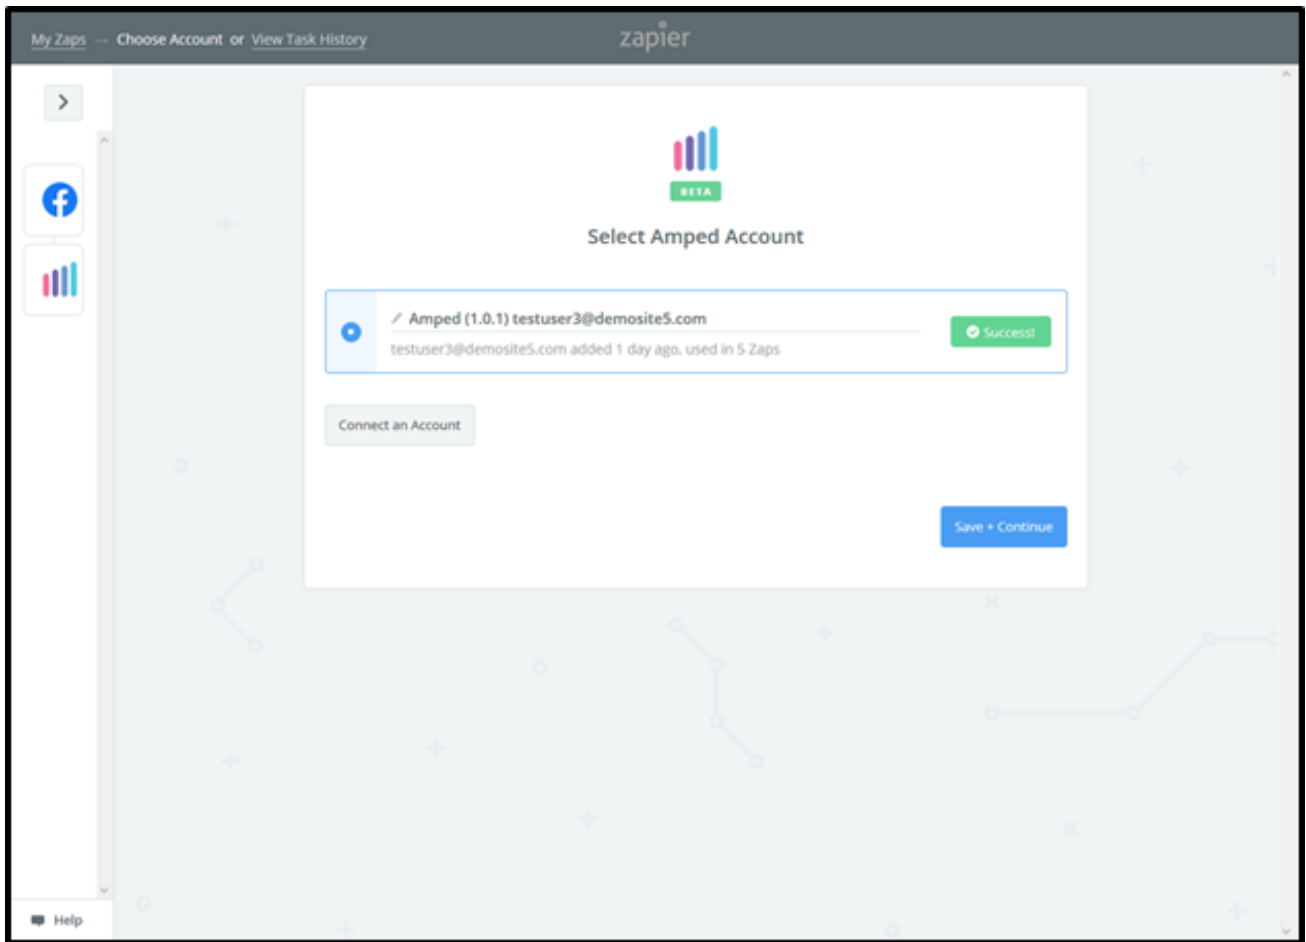 My Zaps → Choose Account or View Task History
zapier
BETA
Select Amped Account
Amped (1.0.1) testuser3@demosite5.com
Success!
testuser3@demosite5.com added 1 day ago, used in 5 Zaps
Connect an Account
Save + Continue
Help